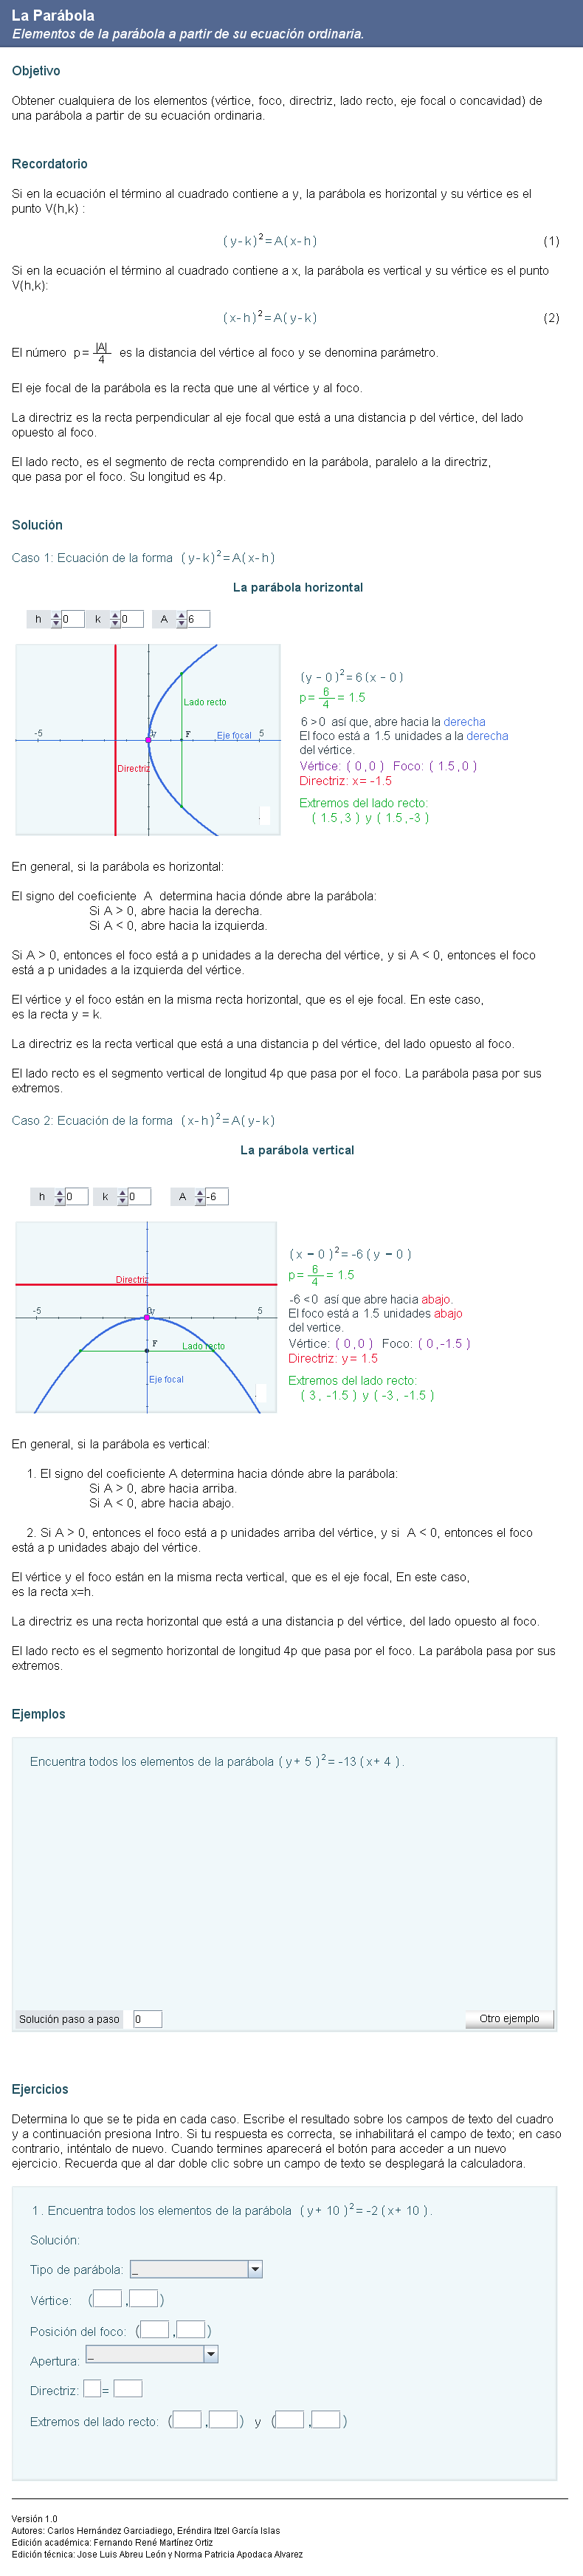 La Parábola
Elementos de la parábola a partir de su ecuación ordinaria.
Objetivo
Obtener cualquiera de los elementos (vértice, foco, directriz, lado recto, eje focal o concavidad) de
una parábola a partir de su ecuación ordinaria.
Recordatorio
Si en la ecuación el término al cuadrado contiene a y, la parábola es horizontal y su vértice es el
punto V(h,k) :
(y-k)²=A(x-h) (1)
Si en la ecuación el término al cuadrado contiene a x, la parábola es vertical y su vértice es el punto
V(h,k):
(x-h)²=A(y-k) (2)
El número p= |A|/4 es la distancia del vértice al foco y se denomina parámetro.
El eje focal de la parábola es la recta que une al vértice y al foco.
La directriz es la recta perpendicular al eje focal que está a una distancia p del vértice, del lado
opuesto al foco.
El lado recto, es el segmento de recta comprendido en la parábola, paralelo a la directriz,
que pasa por el foco. Su longitud es 4p.
Solución
Caso 1: Ecuación de la forma (y-k)²=A(x-h)
La parábola horizontal
h 0 k 0 A 6
Lado recto
-5 0 V F Eje focal 5
Directriz
(y – 0)²=6(x – 0)
p= 6/4 = 1.5
6 >0 así que, abre hacia la derecha
El foco está a 1.5 unidades a la derecha
del vértice.
Vértice: (0,0) Foco: (1.5,0)
Directriz: x= -1.5
Extremos del lado recto:
(1.5,3) y (1.5,-3)
En general, si la parábola es horizontal:
El signo del coeficiente A determina hacia dónde abre la parábola:
Si A > 0, abre hacia la derecha.
Si A < 0, abre hacia la izquierda.
Si A > 0, entonces el foco está a p unidades a la derecha del vértice, y si A < 0, entonces el foco
está a p unidades a la izquierda del vértice.
El vértice y el foco están en la misma recta horizontal, que es el eje focal. En este caso,
es la recta y = k.
La directriz es la recta vertical que está a una distancia p del vértice, del lado opuesto al foco.
El lado recto es el segmento vertical de longitud 4p que pasa por el foco. La parábola pasa por sus
extremos.
Caso 2: Ecuación de la forma (x-h)²=A(y-k)
La parábola vertical
h 0 k 0 A -6
Directriz
-5 0 V 5
F Lado recto
Eje focal
(x – 0)²= -6(y – 0)
p= 6/4 = 1.5
-6 <0 así que abre hacia abajo.
El foco está a 1.5 unidades abajo
del vértice.
Vértice: (0,0) Foco: (0,-1.5)
Directriz: y= 1.5
Extremos del lado recto:
(3, -1.5) y (-3, -1.5)
En general, si la parábola es vertical:
1. El signo del coeficiente A determina hacia dónde abre la parábola:
Si A > 0, abre hacia arriba.
Si A < 0, abre hacia abajo.
2. Si A > 0, entonces el foco está a p unidades arriba del vértice, y si A < 0, entonces el foco
está a p unidades abajo del vértice.
El vértice y el foco están en la misma recta vertical, que es el eje focal, En este caso,
es la recta x=h.
La directriz es una recta horizontal que está a una distancia p del vértice, del lado opuesto al foco.
El lado recto es el segmento horizontal de longitud 4p que pasa por el foco. La parábola pasa por sus
extremos.
Ejemplos
Encuentra todos los elementos de la parábola (y+ 5)²= -13(x+ 4).
Solución paso a paso 0 Otro ejemplo
Ejercicios
Determina lo que se te pida en cada caso. Escribe el resultado sobre los campos de texto del cuadro
y a continuación presiona Intro. Si tu respuesta es correcta, se inhabilitará el campo de texto; en caso
contrario, inténtalo de nuevo. Cuando termines aparecerá el botón para acceder a un nuevo
ejercicio. Recuerda que al dar doble clic sobre un campo de texto se desplegará la calculadora.
1. Encuentra todos los elementos de la parábola (y+ 10)²= -2(x+ 10).
Solución:
Tipo de parábola: _
Vértice: ( , )
Posición del foco: ( , )
Apertura: _
Directriz: =
Extremos del lado recto: ( , ) y ( , )
Versión 1.0
Autores: Carlos Hernández Garciadiego, Eréndira Itzel García Islas
Edición académica: Fernando René Martínez Ortiz
Edición técnica: Jose Luis Abreu León y Norma Patricia Apodaca Alvarez